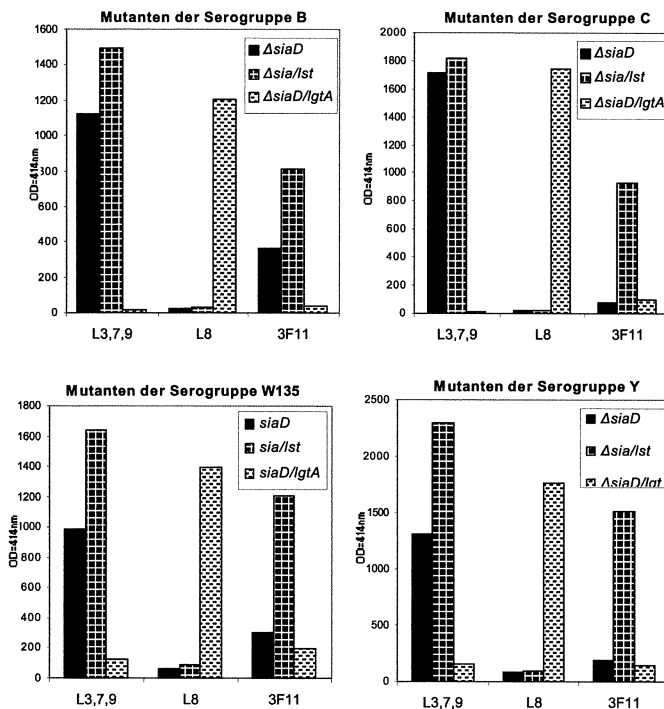 Mutanten der Serogruppe B
1600
1400
1200
1000
800
600
400
200
0
OD=414nm
ΔsiaD
Δsia/lst
ΔsiaD/lgtA
L3,7,9 L8 3F11
Mutanten der Serogruppe C
2000
1800
1600
1400
1200
1000
800
600
400
200
0
OD=414nm
ΔsiaD
Δsia/lst
ΔsiaD/lgtA
L3,7,9 L8 3F11
Mutanten der Serogruppe W135
1800
1600
1400
1200
1000
800
600
400
200
0
OD=414nm
siaD
sia/lst
siaD/lgtA
L3,7,9 L8 3F11
Mutanten der Serogruppe Y
2500
2000
1500
1000
500
0
OD=414nm
ΔsiaD
Δsia/lst
ΔsiaD/lgt
L3,7,9 L8 3F11